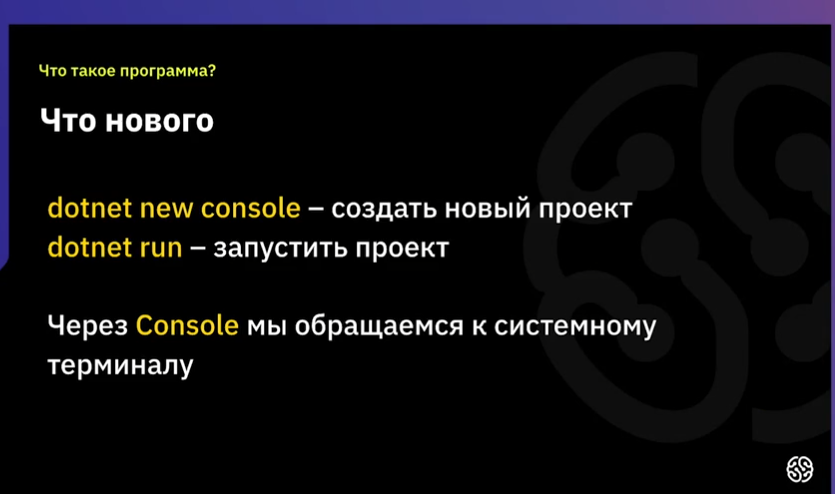 Что такое программа?
Что нового
dotnet new console – создать новый проект
dotnet run – запустить проект
Через Console мы обращаемся к системному
терминалу